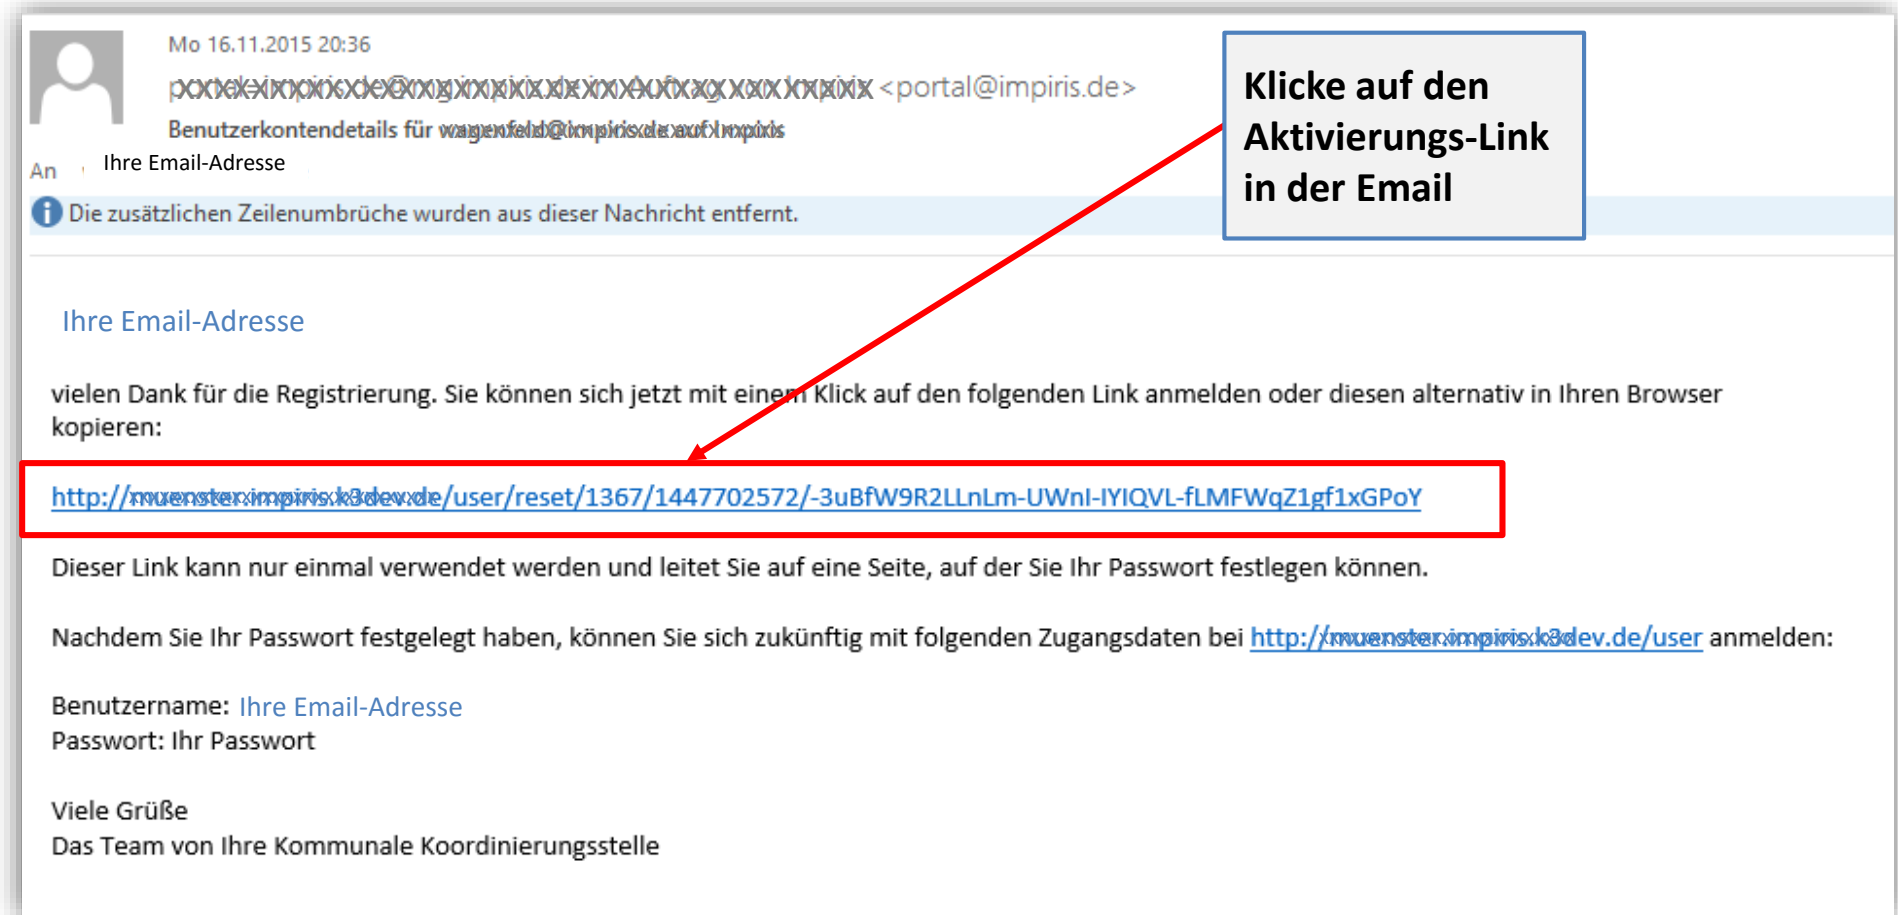 Mo 16.11.2015 20:36
<portal@impiris.de>
Benutzerkontendetails für
An Ihre Email-Adresse
Die zusätzlichen Zeilenumbrüche wurden aus dieser Nachricht entfernt.
Klicke auf den
Aktivierungs-Link
in der Email
Ihre Email-Adresse
vielen Dank für die Registrierung. Sie können sich jetzt mit einem Klick auf den folgenden Link anmelden oder diesen alternativ in Ihren Browser
kopieren:
http:// /user/reset/1367/1447702572/-3uBfW9R2LLnLm-UWnI-IYIQVL-fLMFWqZ1gf1xGPoY
Dieser Link kann nur einmal verwendet werden und leitet Sie auf eine Seite, auf der Sie Ihr Passwort festlegen können.
Nachdem Sie Ihr Passwort festgelegt haben, können Sie sich zukünftig mit folgenden Zugangsdaten bei http:// ev.de/user anmelden:
Benutzername: Ihre Email-Adresse
Passwort: Ihr Passwort
Viele Grüße
Das Team von Ihre Kommunale Koordinierungsstelle